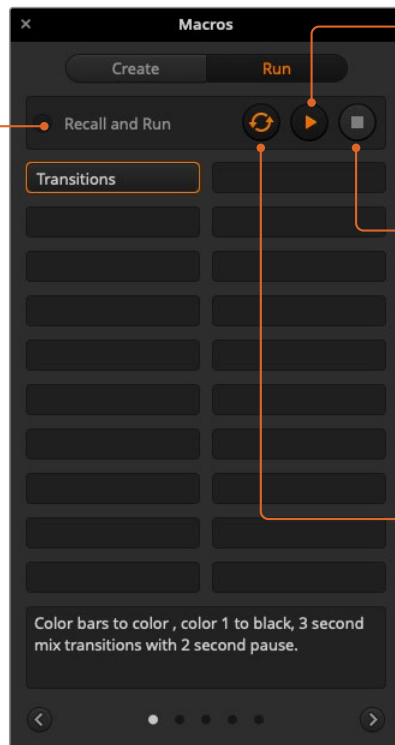 Macros
Create Run
Recall and Run
Transitions
Color bars to color , color 1 to black, 3 second
mix transitions with 2 second pause.